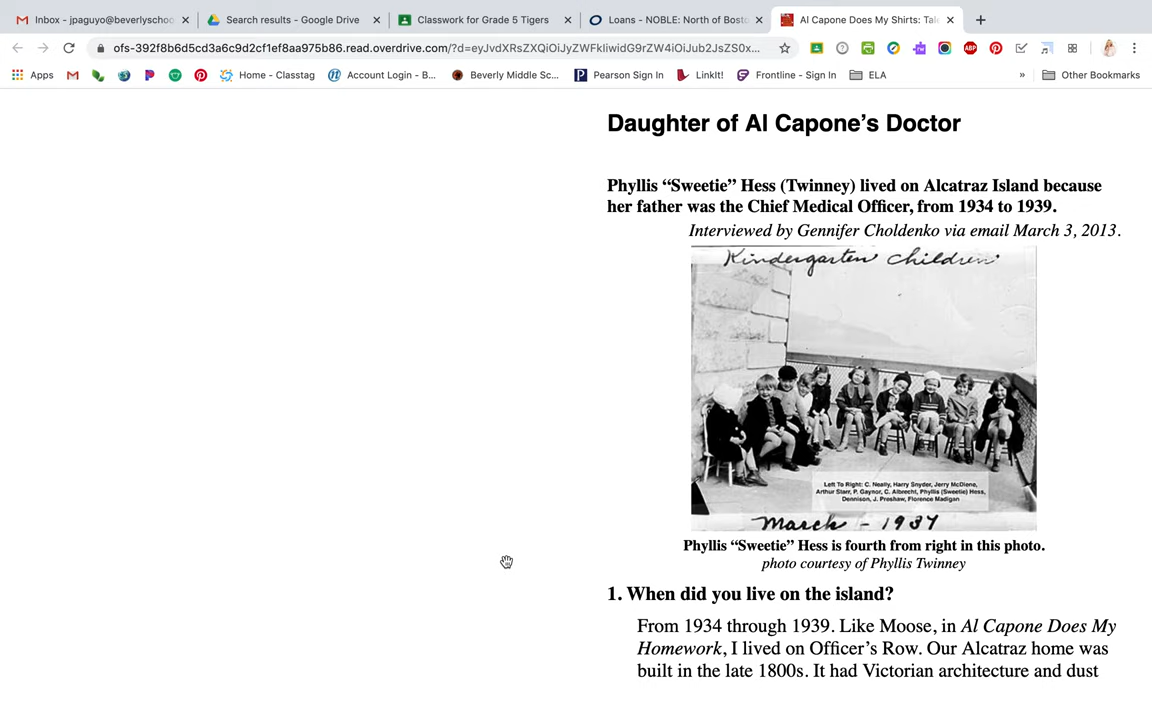 Inbox - jpaguyo@beverlyschoo
Search results - Google Drive
Classwork for Grade 5 Tigers
Loans - NOBLE: North of Bosto
Al Capone Does My Shirts: Tale
ofs-392f8b6d5cd3a6c9d2cf1ef8aa975b86.read.overdrive.com/?d=eyJvdXRsZXQiOiJyZWFkIiwidG9rZW4iOiJub2JsZS0x...
Apps
Home - Classtag
Account Login - B...
Beverly Middle Sc...
Pearson Sign In
LinkIt!
Frontline - Sign In
ELA
»
Other Bookmarks
Daughter of Al Capone’s Doctor
Phyllis “Sweetie” Hess (Twinney) lived on Alcatraz Island because
her father was the Chief Medical Officer, from 1934 to 1939.
Interviewed by Gennifer Choldenko via email March 3, 2013.
Kindergarten Children
Left To Right: C. Neally, Harry Snyder, Jerry McDiene,
Arthur Starr, P. Gaynor, C. Albrecht, Phyllis (Sweetie) Hess,
Dennison, J. Preshaw, Florence Madigan
March - 1937
Phyllis “Sweetie” Hess is fourth from right in this photo.
photo courtesy of Phyllis Twinney
1. When did you live on the island?
From 1934 through 1939. Like Moose, in Al Capone Does My
Homework, I lived on Officer’s Row. Our Alcatraz home was
built in the late 1800s. It had Victorian architecture and dust